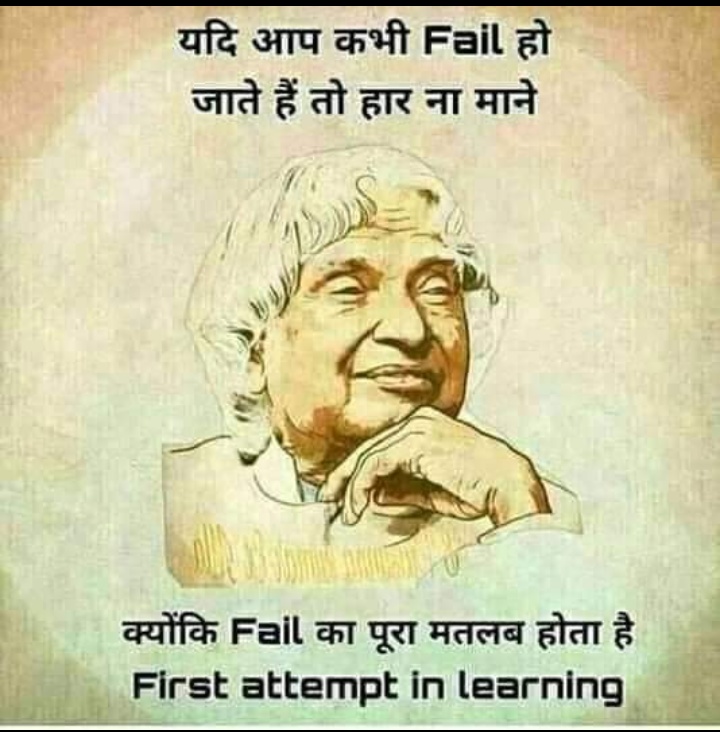 यदि आप कभी Fail हो
जाते हैं तो हार ना माने
क्योंकि Fail का पूरा मतलब होता है
First attempt in learning